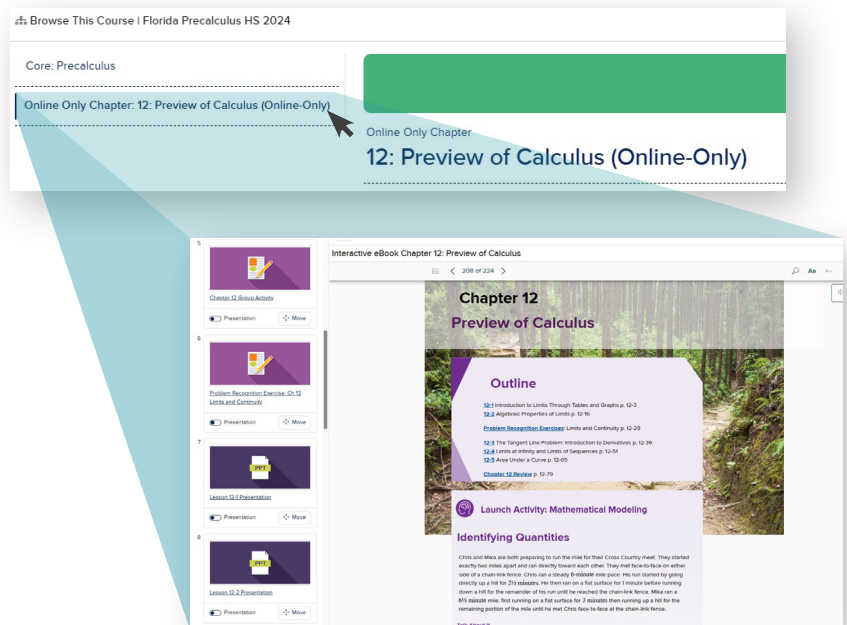 Browse This Course | Florida Precalculus HS 2024
Core: Precalculus
Online Only Chapter: 12: Preview of Calculus (Online-Only)
Online Only Chapter
12: Preview of Calculus (Online-Only)
5
Chapter 12 Group Activity
Presentation
Move
6
Problem Recognition Exercise: Ch 12
Limits and Continuity
Presentation
Move
7
PPT
Lesson 12-1 Presentation
Presentation
Move
8
PPT
Lesson 12-2 Presentation
Presentation
Move
Interactive eBook Chapter 12: Preview of Calculus
208 of 224
Aa
Chapter 12
Preview of Calculus
Outline
12-1 Introduction to Limits Through Tables and Graphs p. 12-3
12-2 Algebraic Properties of Limits p. 12-16
Problem Recognition Exercises: Limits and Continuity p. 12-29
12-3 The Tangent Line Problem: Introduction to Derivatives p. 12-36
12-4 Limits at Infinity and Limits of Sequences p. 12-51
12-5 Area Under a Curve p. 12-65
Chapter 12 Review p. 12-79
Launch Activity: Mathematical Modeling
Identifying Quantities
Chris and Mika are both preparing to run the mile for their Cross Country meet. They started
exactly two miles apart and ran directly toward each other. They met face-to-face on either
side of a chain-link fence. Chris ran a steady 6-minute mile pace. His run started by going
directly up a hill for 2½ minutes. He then ran on a flat surface for 1 minute before running
down a hill for the remainder of his run until he reached the chain-link fence. Mika ran a
6½ minute mile, first running on a flat surface for 3 minutes then running up a hill for the
remaining portion of the mile until he met Chris face-to-face at the chain-link fence.